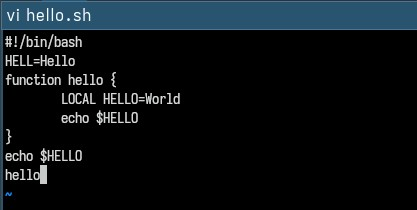 vi hello.sh
#!/bin/bash
HELL=Hello
function hello {
        LOCAL HELLO=World
        echo $HELLO
}
echo $HELLO
hello
~